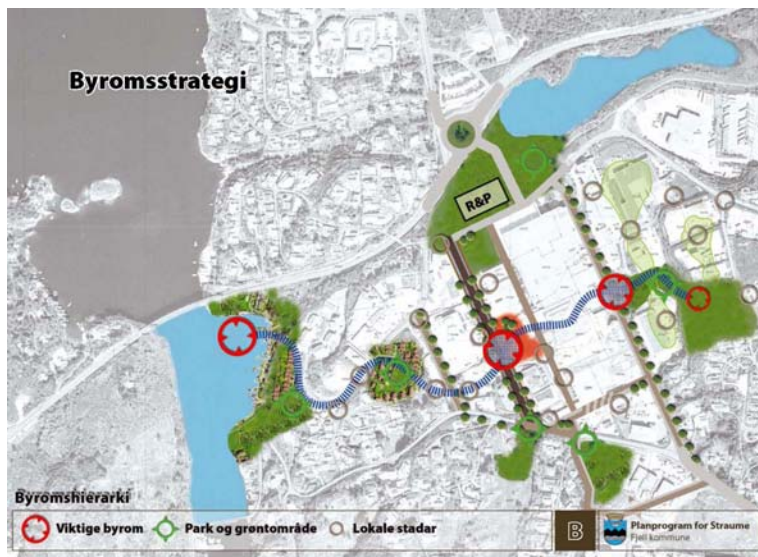 Byromsstrategi
R&P
Byromshierarki
Viktige byrom
Park og grøntområde
Lokale stadar
B
Planprogram for Straume
Fjell kommune